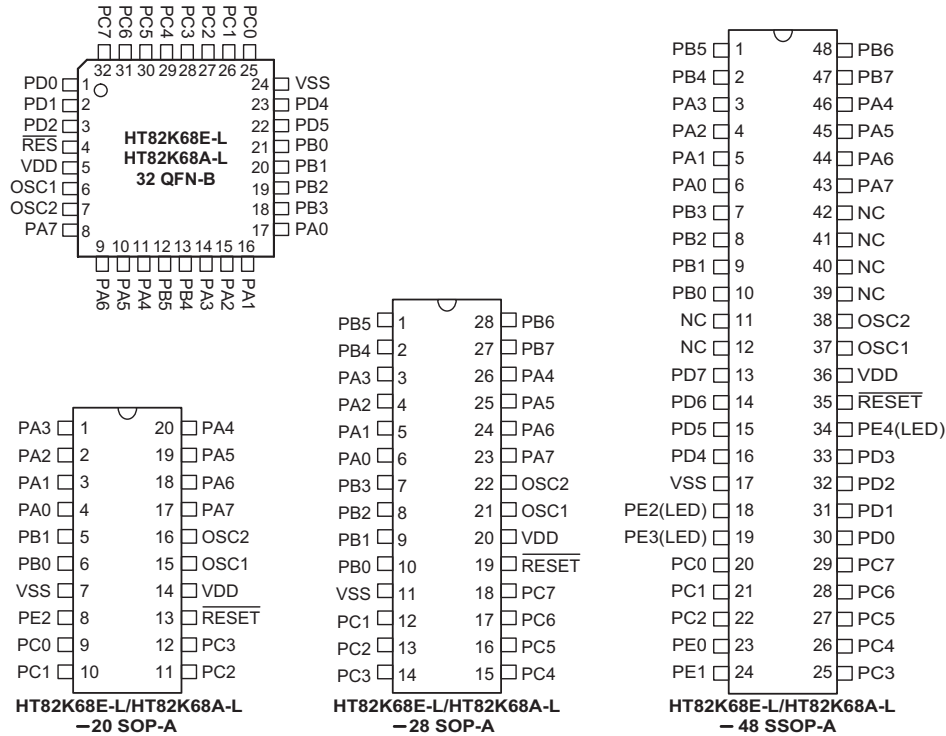 PC7 PC6 PC5 PC4 PC3 PC2 PC1 PC0
32 31 30 29 28 27 26 25
PD0 1 24 VSS
PD1 2 23 PD4
PD2 3 22 PD5
RES 4 21 PB0
VDD 5 20 PB1
OSC1 6 19 PB2
OSC2 7 18 PB3
PA7 8 17 PA0
HT82K68E-L
HT82K68A-L
32 QFN-B
9 10 11 12 13 14 15 16
PA6 PA5 PA4 PB5 PB4 PA3 PA2 PA1
PA3 1 20 PA4
PA2 2 19 PA5
PA1 3 18 PA6
PA0 4 17 PA7
PB1 5 16 OSC2
PB0 6 15 OSC1
VSS 7 14 VDD
PE2 8 13 RESET
PC0 9 12 PC3
PC1 10 11 PC2
HT82K68E-L/HT82K68A-L
–20 SOP-A
PB5 1 28 PB6
PB4 2 27 PB7
PA3 3 26 PA4
PA2 4 25 PA5
PA1 5 24 PA6
PA0 6 23 PA7
PB3 7 22 OSC2
PB2 8 21 OSC1
PB1 9 20 VDD
PB0 10 19 RESET
VSS 11 18 PC7
PC1 12 17 PC6
PC2 13 16 PC5
PC3 14 15 PC4
HT82K68E-L/HT82K68A-L
–28 SOP-A
PB5 1 48 PB6
PB4 2 47 PB7
PA3 3 46 PA4
PA2 4 45 PA5
PA1 5 44 PA6
PA0 6 43 PA7
PB3 7 42 NC
PB2 8 41 NC
PB1 9 40 NC
PB0 10 39 NC
NC 11 38 OSC2
NC 12 37 OSC1
PD7 13 36 VDD
PD6 14 35 RESET
PD5 15 34 PE4(LED)
PD4 16 33 PD3
VSS 17 32 PD2
PE2(LED) 18 31 PD1
PE3(LED) 19 30 PD0
PC0 20 29 PC7
PC1 21 28 PC6
PC2 22 27 PC5
PE0 23 26 PC4
PE1 24 25 PC3
HT82K68E-L/HT82K68A-L
– 48 SSOP-A